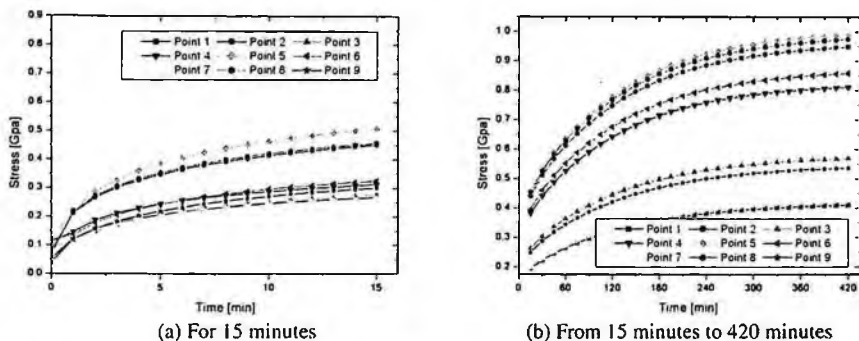 0.9
0.8
0.7
0.6
0.5
0.4
0.3
0.2
0.1
0.0
Stress [Gpa]
Point 1 Point 2 Point 3
Point 4 Point 5 Point 6
Point 7 Point 8 Point 9
0 5 10 15
Time [min]
(a) For 15 minutes
1.0
0.9
0.8
0.7
0.6
0.5
0.4
0.3
0.2
Stress [Gpa]
Point 1 Point 2 Point 3
Point 4 Point 5 Point 6
Point 7 Point 8 Point 9
60 120 180 240 300 360 420
Time [min]
(b) From 15 minutes to 420 minutes